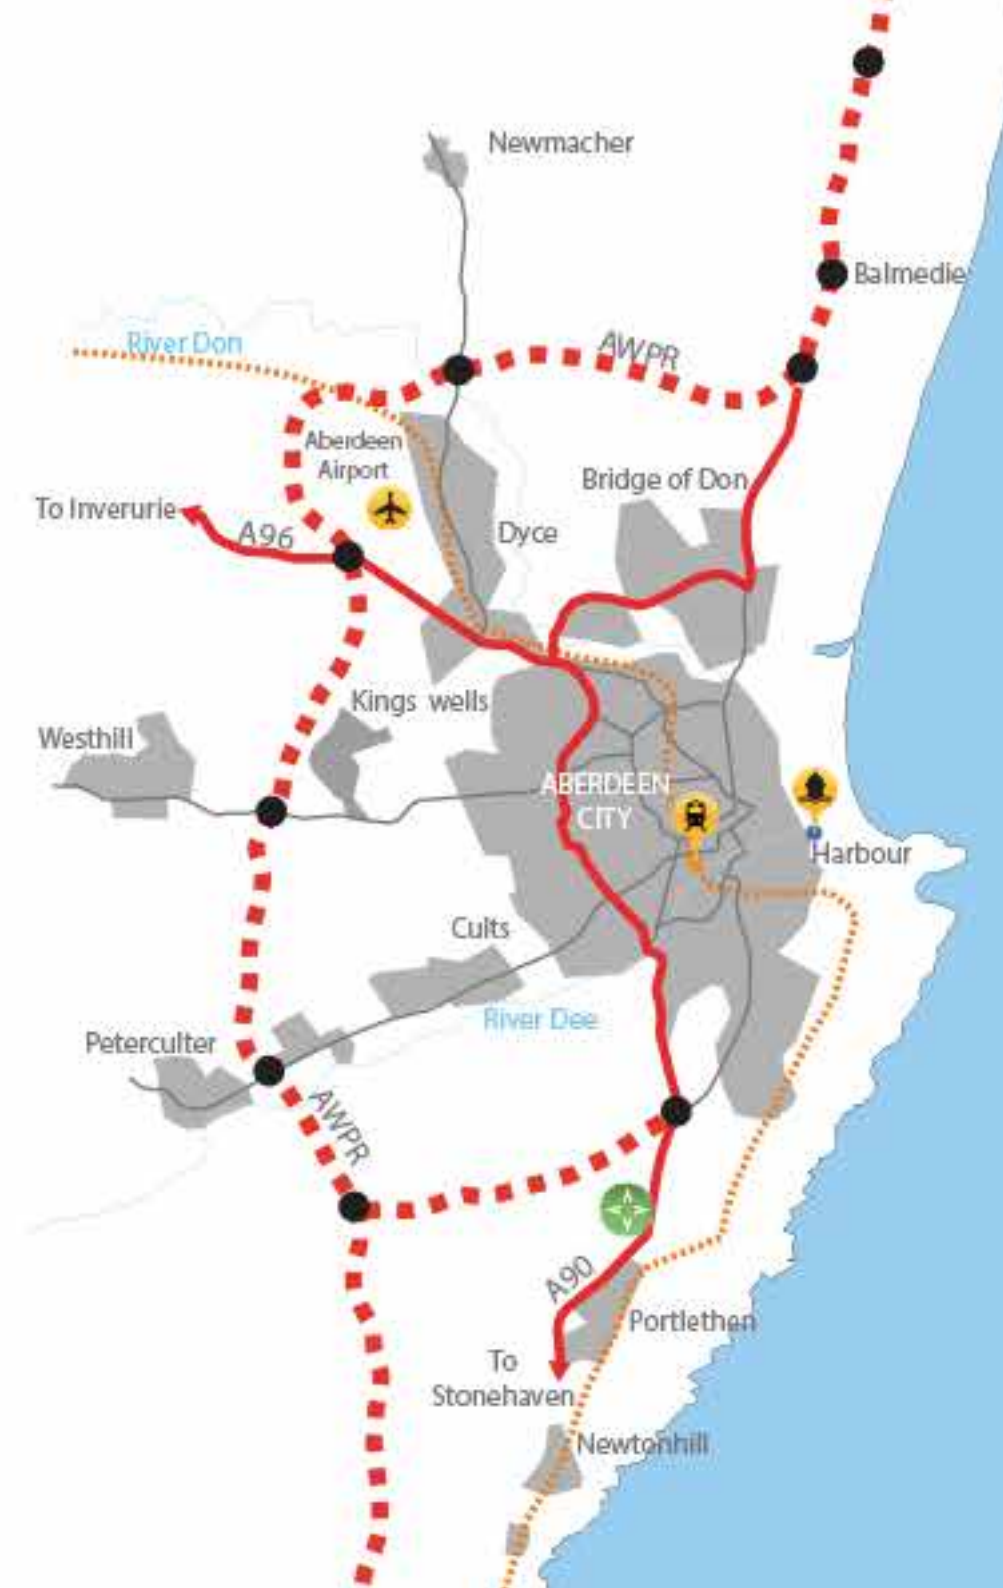 Newmacher
Balmedie
River Don
AWPR
Aberdeen
Airport
Bridge of Don
To Inverurie
A96
Dyce
Kings wells
Westhill
ABERDEEN
CITY
Harbour
Cults
River Dee
Peterculter
AWPR
A90
Portlethen
To
Stonehaven
Newtonhill